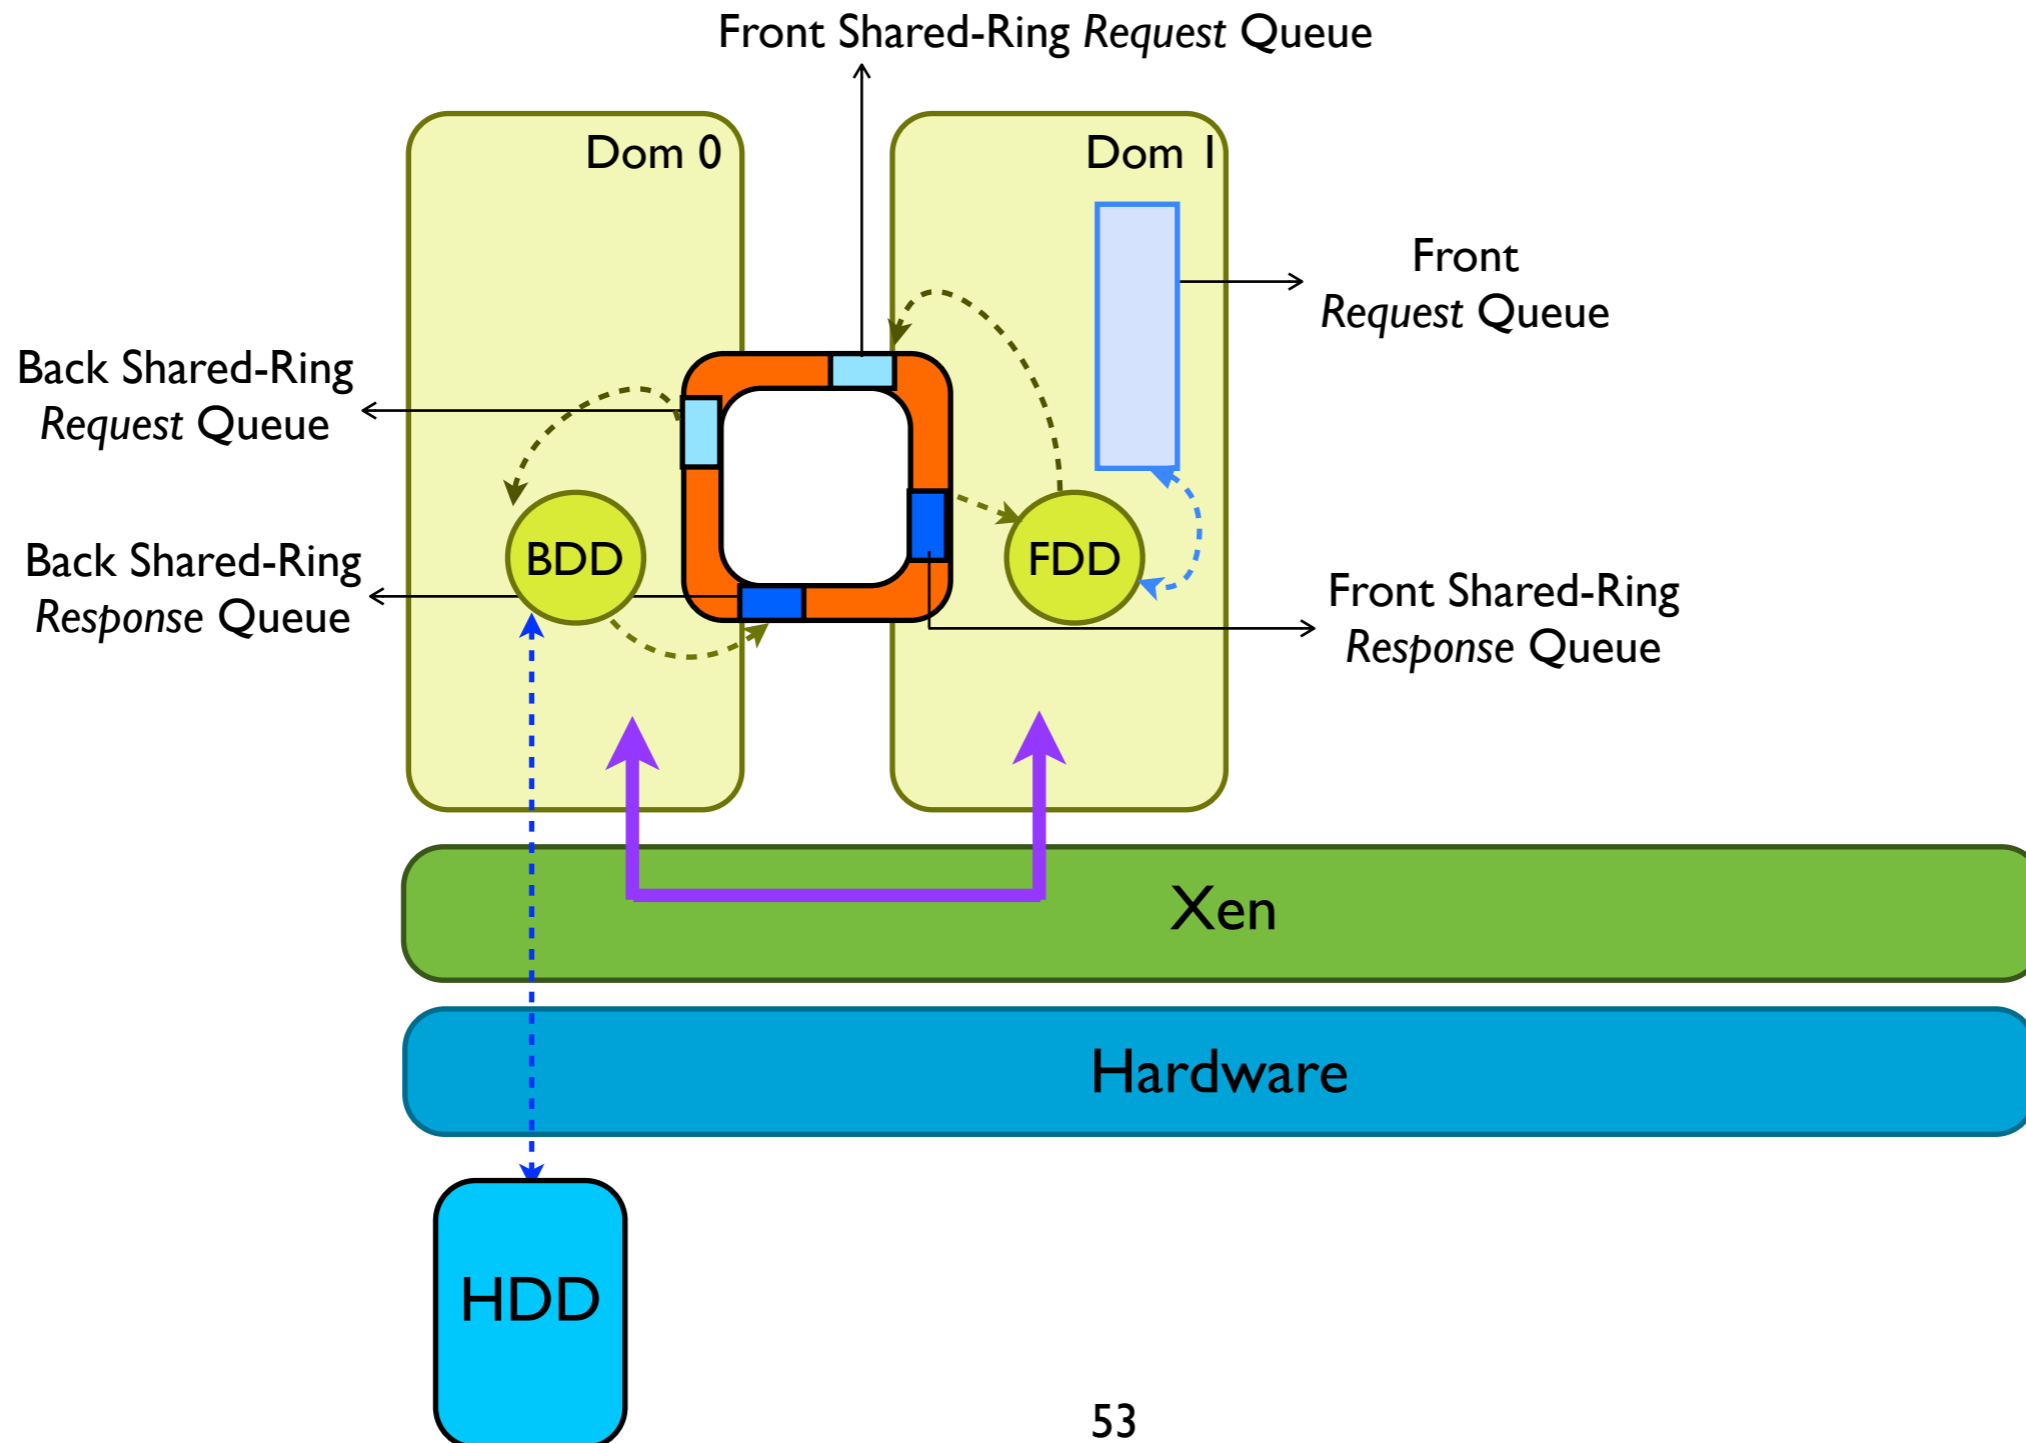 Front Shared-Ring Request Queue
Dom 0
Dom 1
Front
Request Queue
Back Shared-Ring
Request Queue
BDD
FDD
Back Shared-Ring
Response Queue
Front Shared-Ring
Response Queue
Xen
Hardware
HDD
53